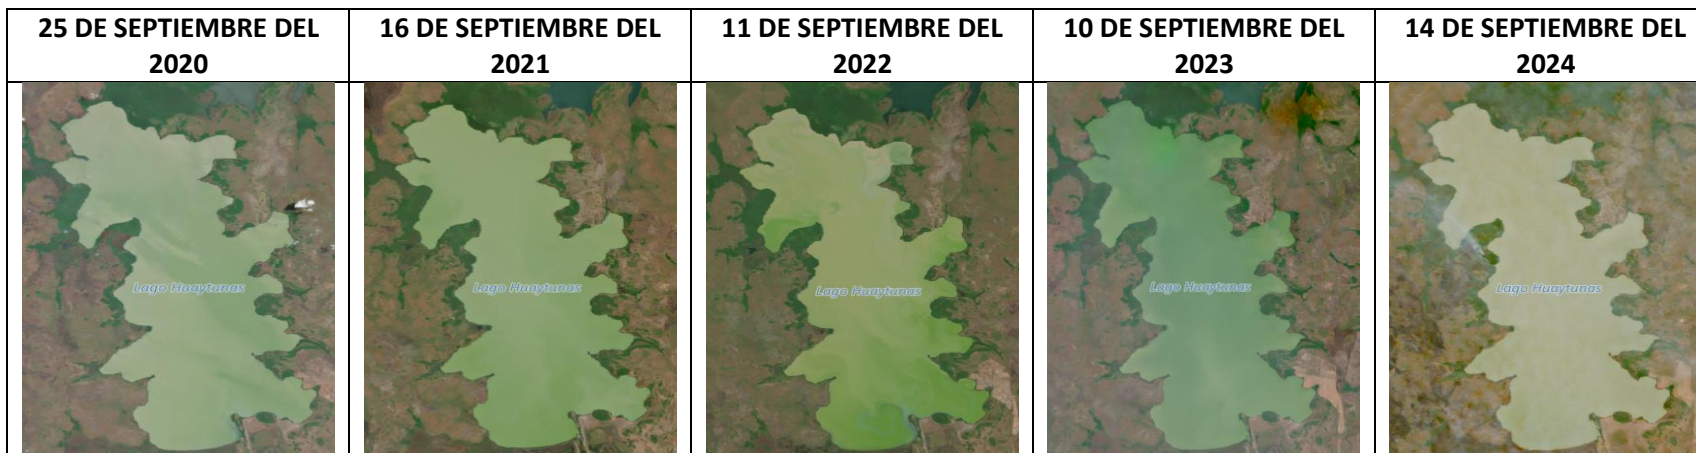 25 DE SEPTIEMBRE DEL
2020
16 DE SEPTIEMBRE DEL
2021
11 DE SEPTIEMBRE DEL
2022
10 DE SEPTIEMBRE DEL
2023
14 DE SEPTIEMBRE DEL
2024
Lago Huaytunas
Lago Huaytunas
Lago Huaytunas
Lago Huaytunas
Lago Huaytunas